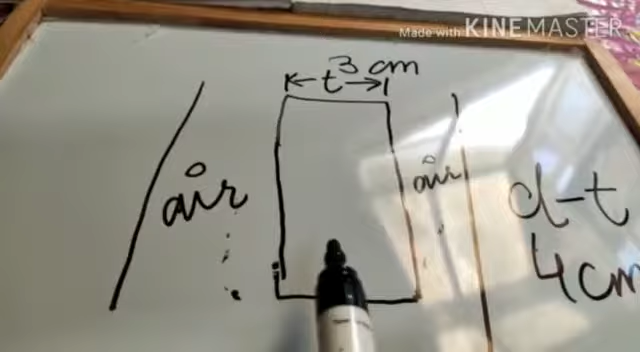 Made with KINEMASTER
3 cm
t
air
air
d-t
4cm